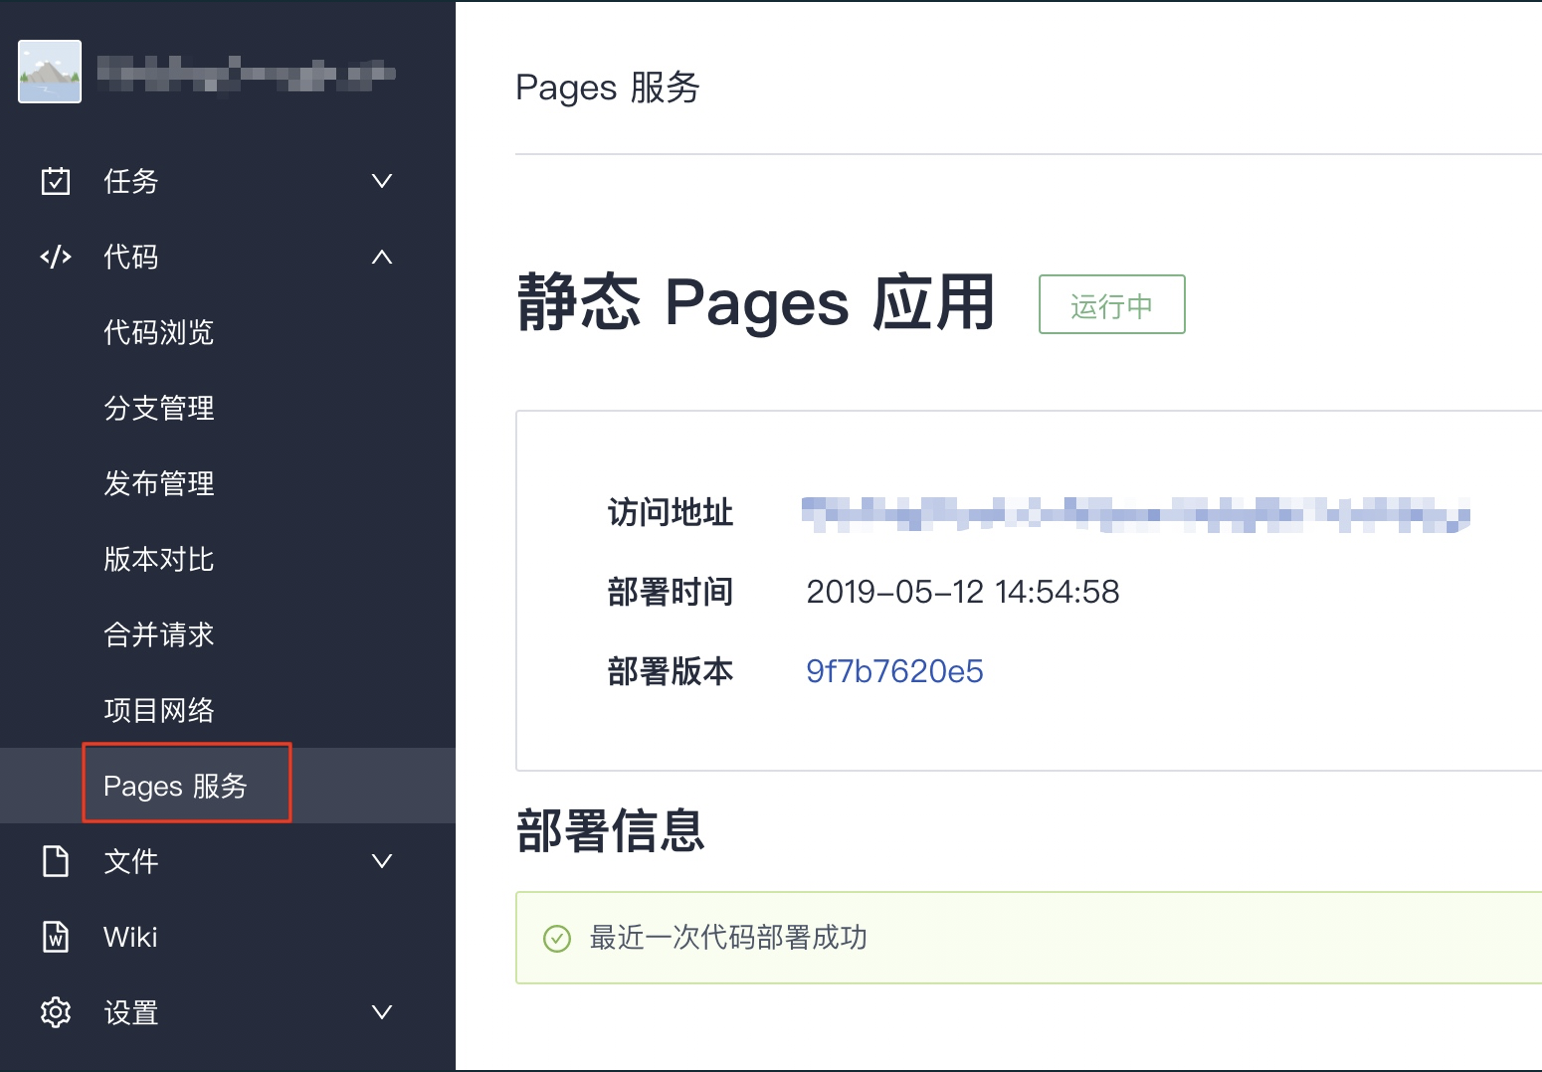 任务
代码
代码浏览
分支管理
发布管理
版本对比
合并请求
项目网络
Pages 服务
文件
Wiki
设置
Pages 服务
静态 Pages 应用
运行中
访问地址
部署时间 2019-05-12 14:54:58
部署版本 9f7b7620e5
部署信息
最近一次代码部署成功